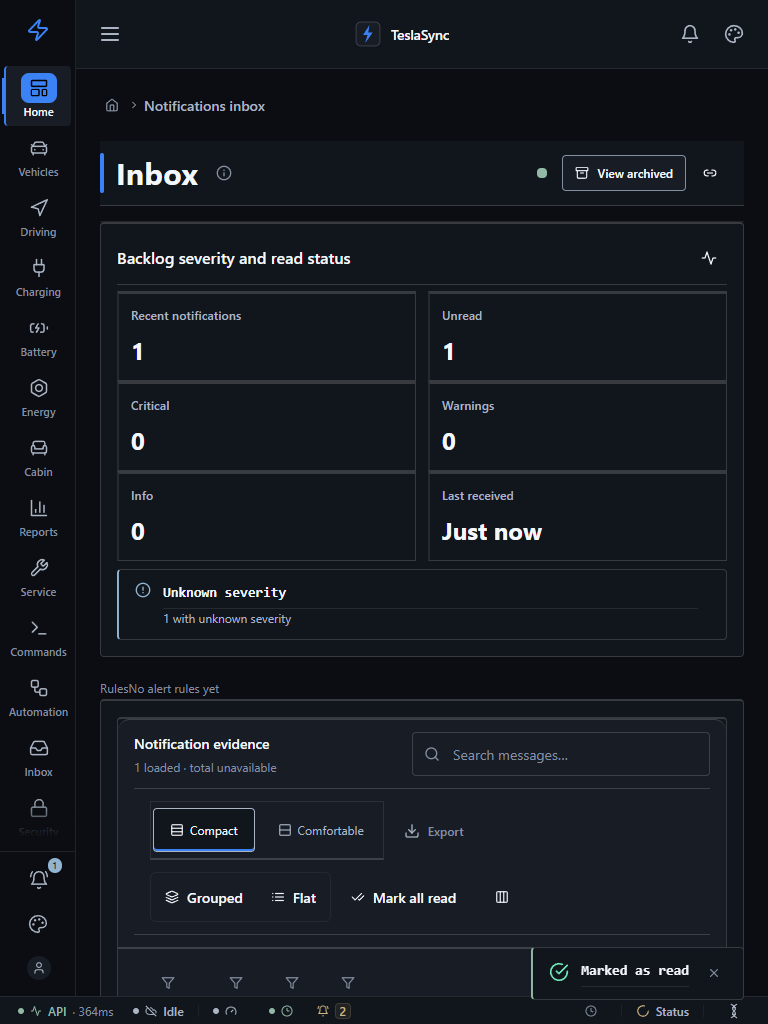 TeslaSync
Home
Vehicles
Driving
Charging
Battery
Energy
Cabin
Reports
Service
Commands
Automation
Inbox
Security
1
Notifications inbox
Inbox
View archived
Backlog severity and read status
Recent notifications
1
Unread
1
Critical
0
Warnings
0
Info
0
Last received
Just now
Unknown severity
1 with unknown severity
RulesNo alert rules yet
Notification evidence
1 loaded · total unavailable
Search messages...
Compact
Comfortable
Export
Grouped
Flat
Mark all read
Marked as read
API · 364ms
Idle
2
Status